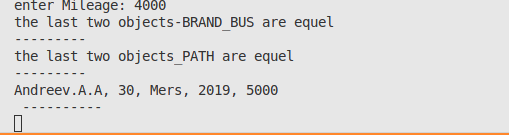 enter Mileage: 4000
the last two objects-BRAND_BUS are equel
---------
the last two objects_PATH are equel
---------
Andreev.A.A, 30, Mers, 2019, 5000
 ----------